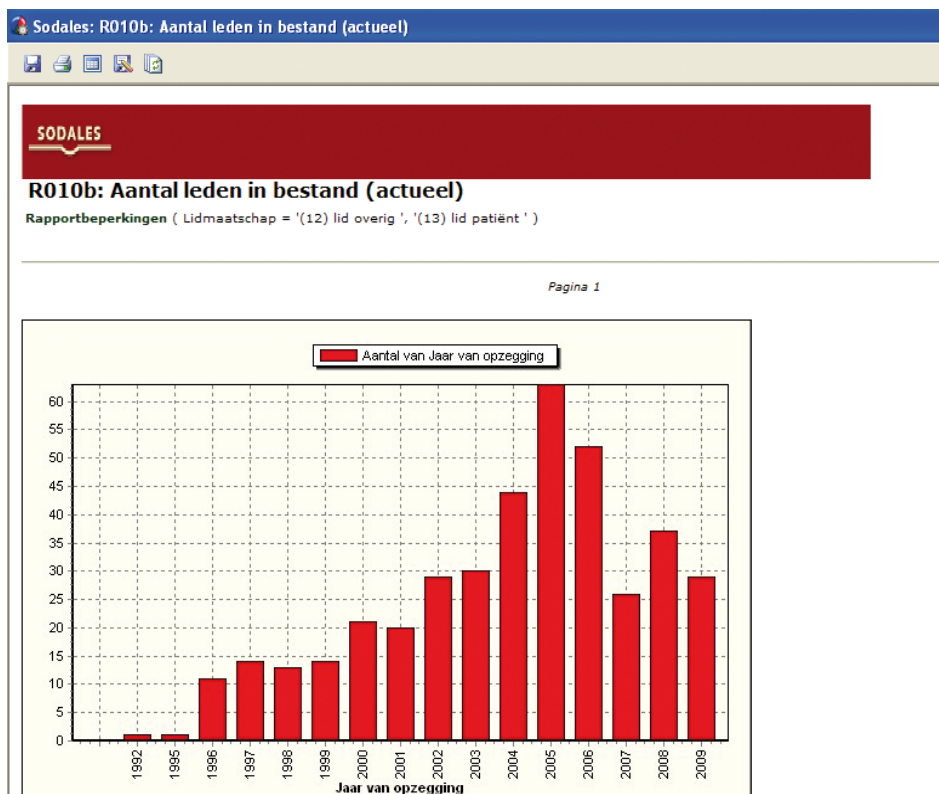 Sodales: R010b: Aantal leden in bestand (actueel)
SODALES
R010b: Aantal leden in bestand (actueel)
Rapportbeperkingen ( Lidmaatschap = '(12) lid overig ', '(13) lid patiënt ' )
Pagina 1
Aantal van Jaar van opzegging
60
55
50
45
40
35
30
25
20
15
10
5
0
1992 1995 1996 1997 1998 1999 2000 2001 2002 2003 2004 2005 2006 2007 2008 2009
Jaar van opzegging